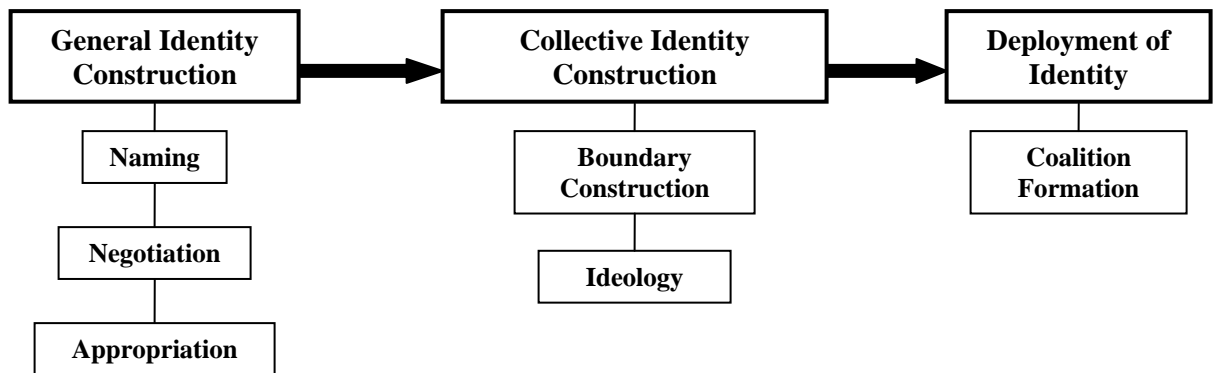 General Identity
Construction
Collective Identity
Construction
Deployment of
Identity
Naming
Negotiation
Appropriation
Boundary
Construction
Ideology
Coalition
Formation